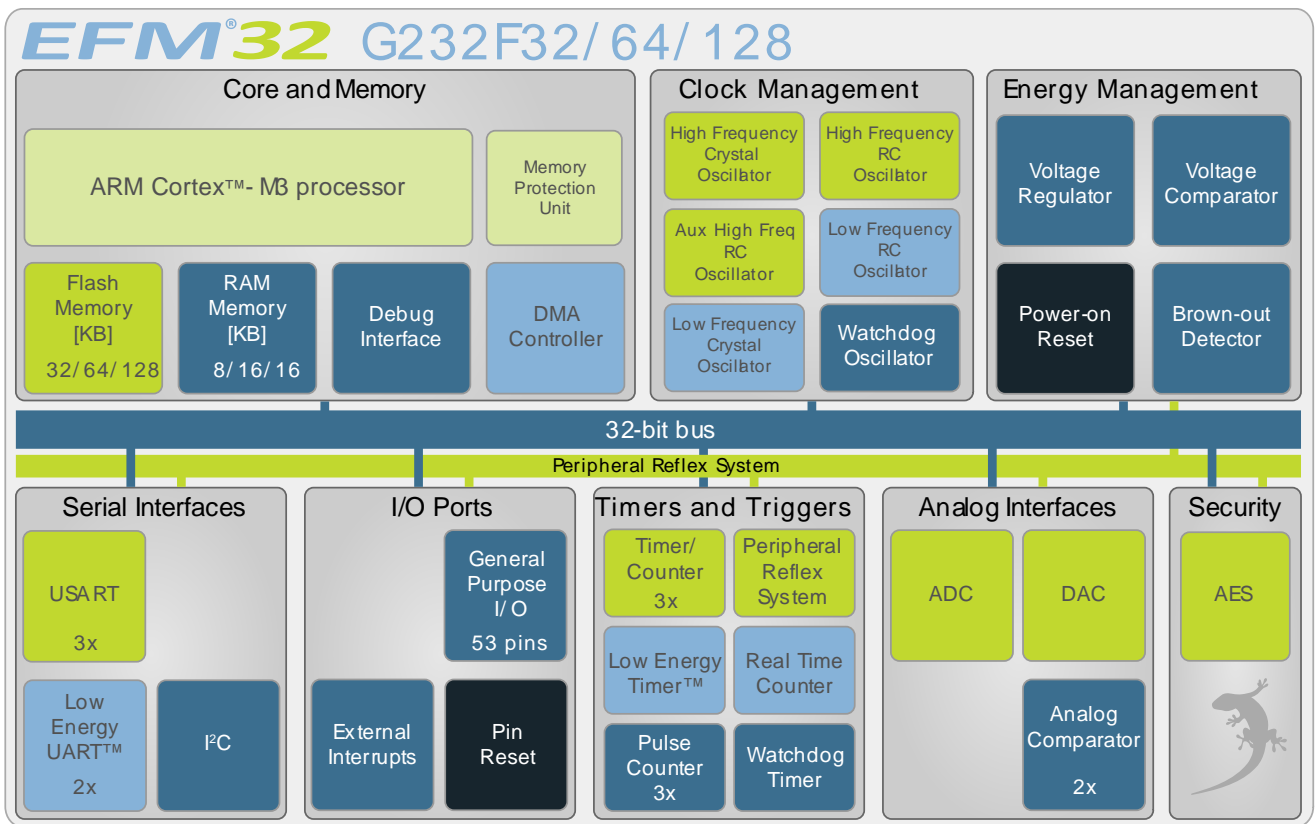 EFM®32 G232F32/64/128
Core and Memory
ARM Cortex™-M3 processor
Memory
Protection
Unit
Flash
Memory
[KB]
32/64/128
RAM
Memory
[KB]
8/16/16
Debug
Interface
DMA
Controller
Clock Management
High Frequency
Crystal
Oscillator
High Frequency
RC
Oscillator
Aux High Freq
RC
Oscillator
Low Frequency
RC
Oscillator
Low Frequency
Crystal
Oscillator
Watchdog
Oscillator
Energy Management
Voltage
Regulator
Voltage
Comparator
Power-on
Reset
Brown-out
Detector
32-bit bus
Peripheral Reflex System
Serial Interfaces
USART
3x
Low
Energy
UART™
2x
I²C
I/O Ports
General
Purpose
I/O
53 pins
External
Interrupts
Pin
Reset
Timers and Triggers
Timer/
Counter
3x
Peripheral
Reflex
System
Low Energy
Timer™
Real Time
Counter
Pulse
Counter
3x
Watchdog
Timer
Analog Interfaces
ADC
DAC
Analog
Comparator
2x
Security
AES